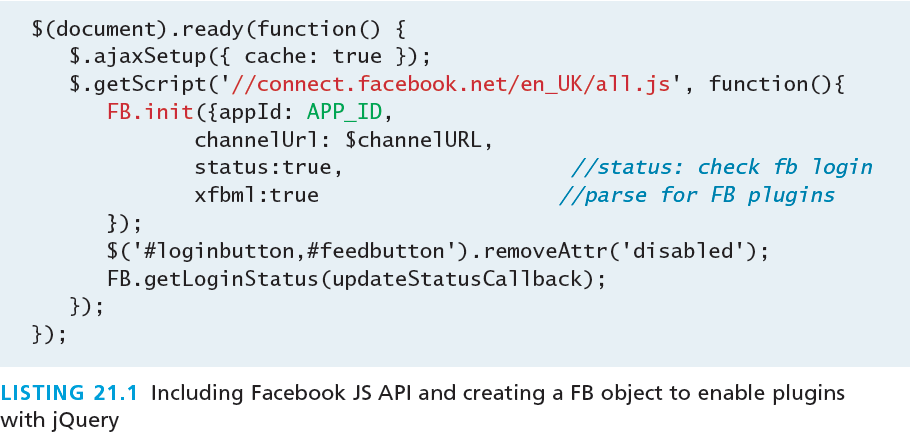 $(document).ready(function() {
$.ajaxSetup({ cache: true });
$.getScript('//connect.facebook.net/en_UK/all.js', function(){
FB.init({appId: APP_ID,
channelUrl: $channelURL,
status:true, //status: check fb login
xfbml:true //parse for FB plugins
});
$('#loginbutton,#feedbutton').removeAttr('disabled');
FB.getLoginStatus(updateStatusCallback);
});
});
LISTING 21.1 Including Facebook JS API and creating a FB object to enable plugins
with jQuery